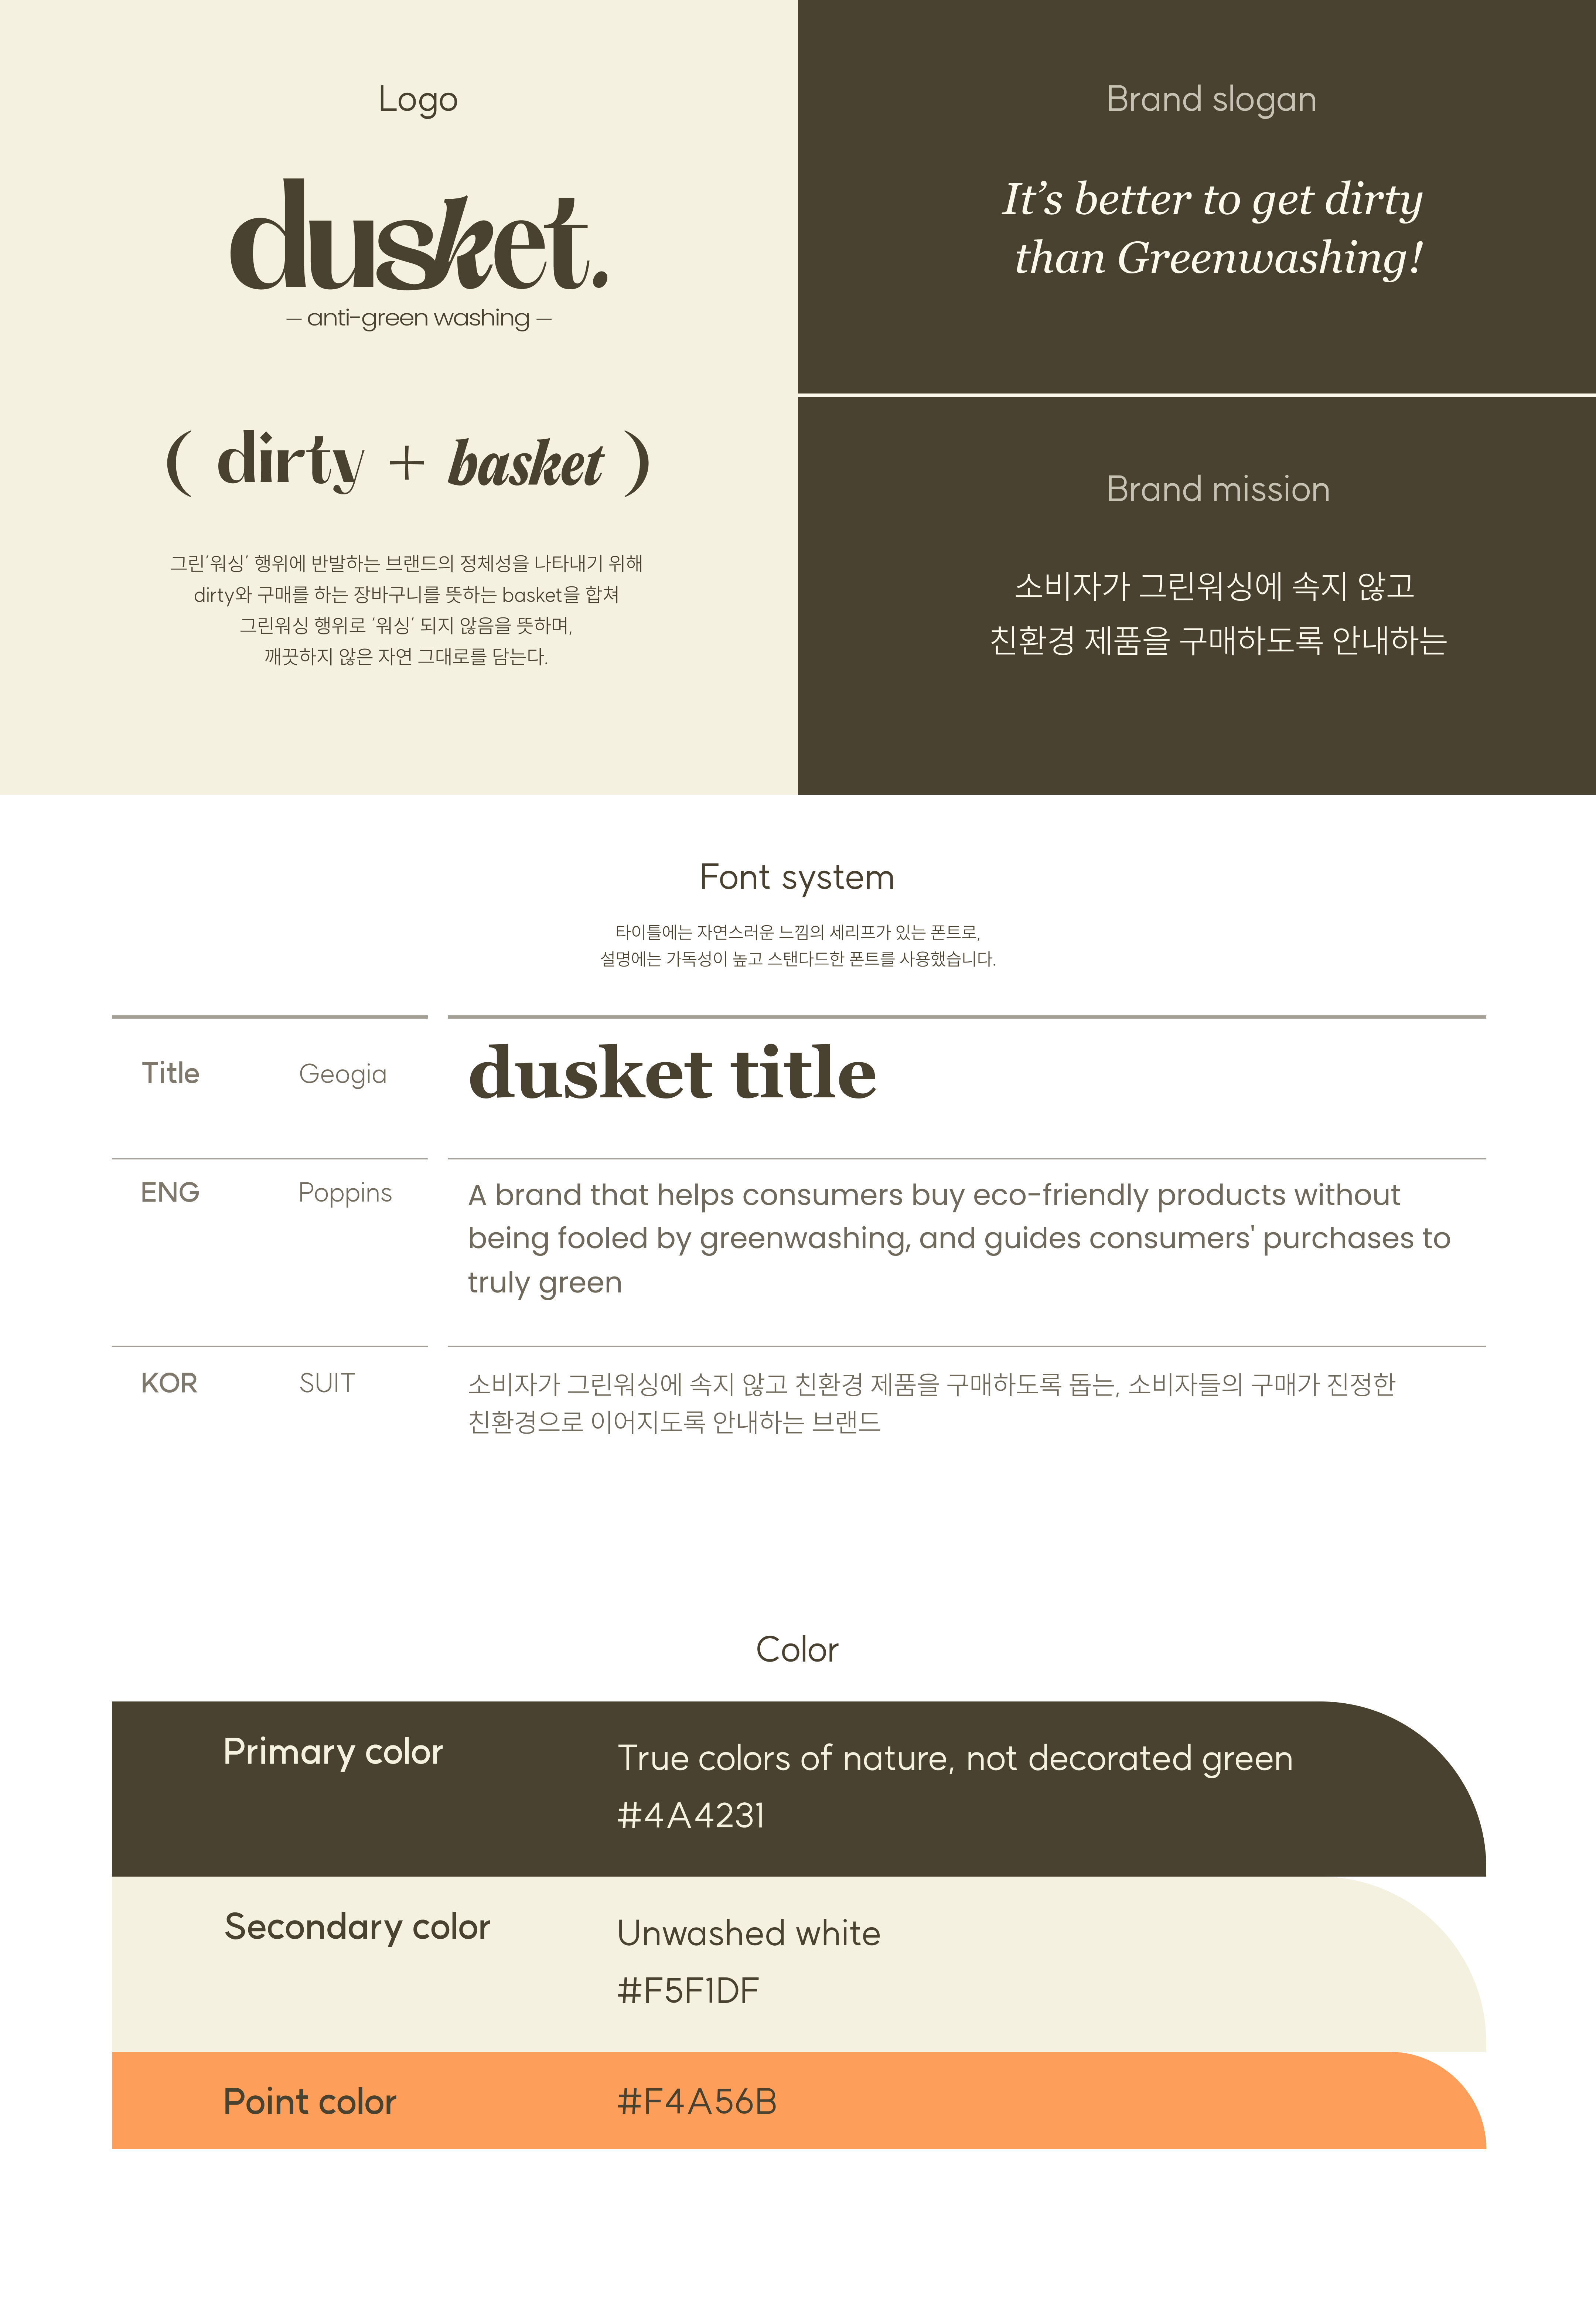 Logo
dusket.
– anti-green washing –
( dirty + basket )
그린‘워싱’ 행위에 반발하는 브랜드의 정체성을 나타내기 위해
dirty와 구매를 하는 장바구니를 뜻하는 basket을 합쳐
그린워싱 행위로 ‘워싱’ 되지 않음을 뜻하며,
깨끗하지 않은 자연 그대로를 담는다.
Brand slogan
It’s better to get dirty
than Greenwashing!
Brand mission
소비자가 그린워싱에 속지 않고
친환경 제품을 구매하도록 안내하는
Font system
타이틀에는 자연스러운 느낌의 세리프가 있는 폰트로,
설명에는 가독성이 높고 스탠다드한 폰트를 사용했습니다.
Title Geogia dusket title
ENG Poppins A brand that helps consumers buy eco-friendly products without
being fooled by greenwashing, and guides consumers' purchases to
truly green
KOR SUIT 소비자가 그린워싱에 속지 않고 친환경 제품을 구매하도록 돕는, 소비자들의 구매가 진정한
친환경으로 이어지도록 안내하는 브랜드
Color
Primary color True colors of nature, not decorated green
#4A4231
Secondary color Unwashed white
#F5F1DF
Point color #F4A56B